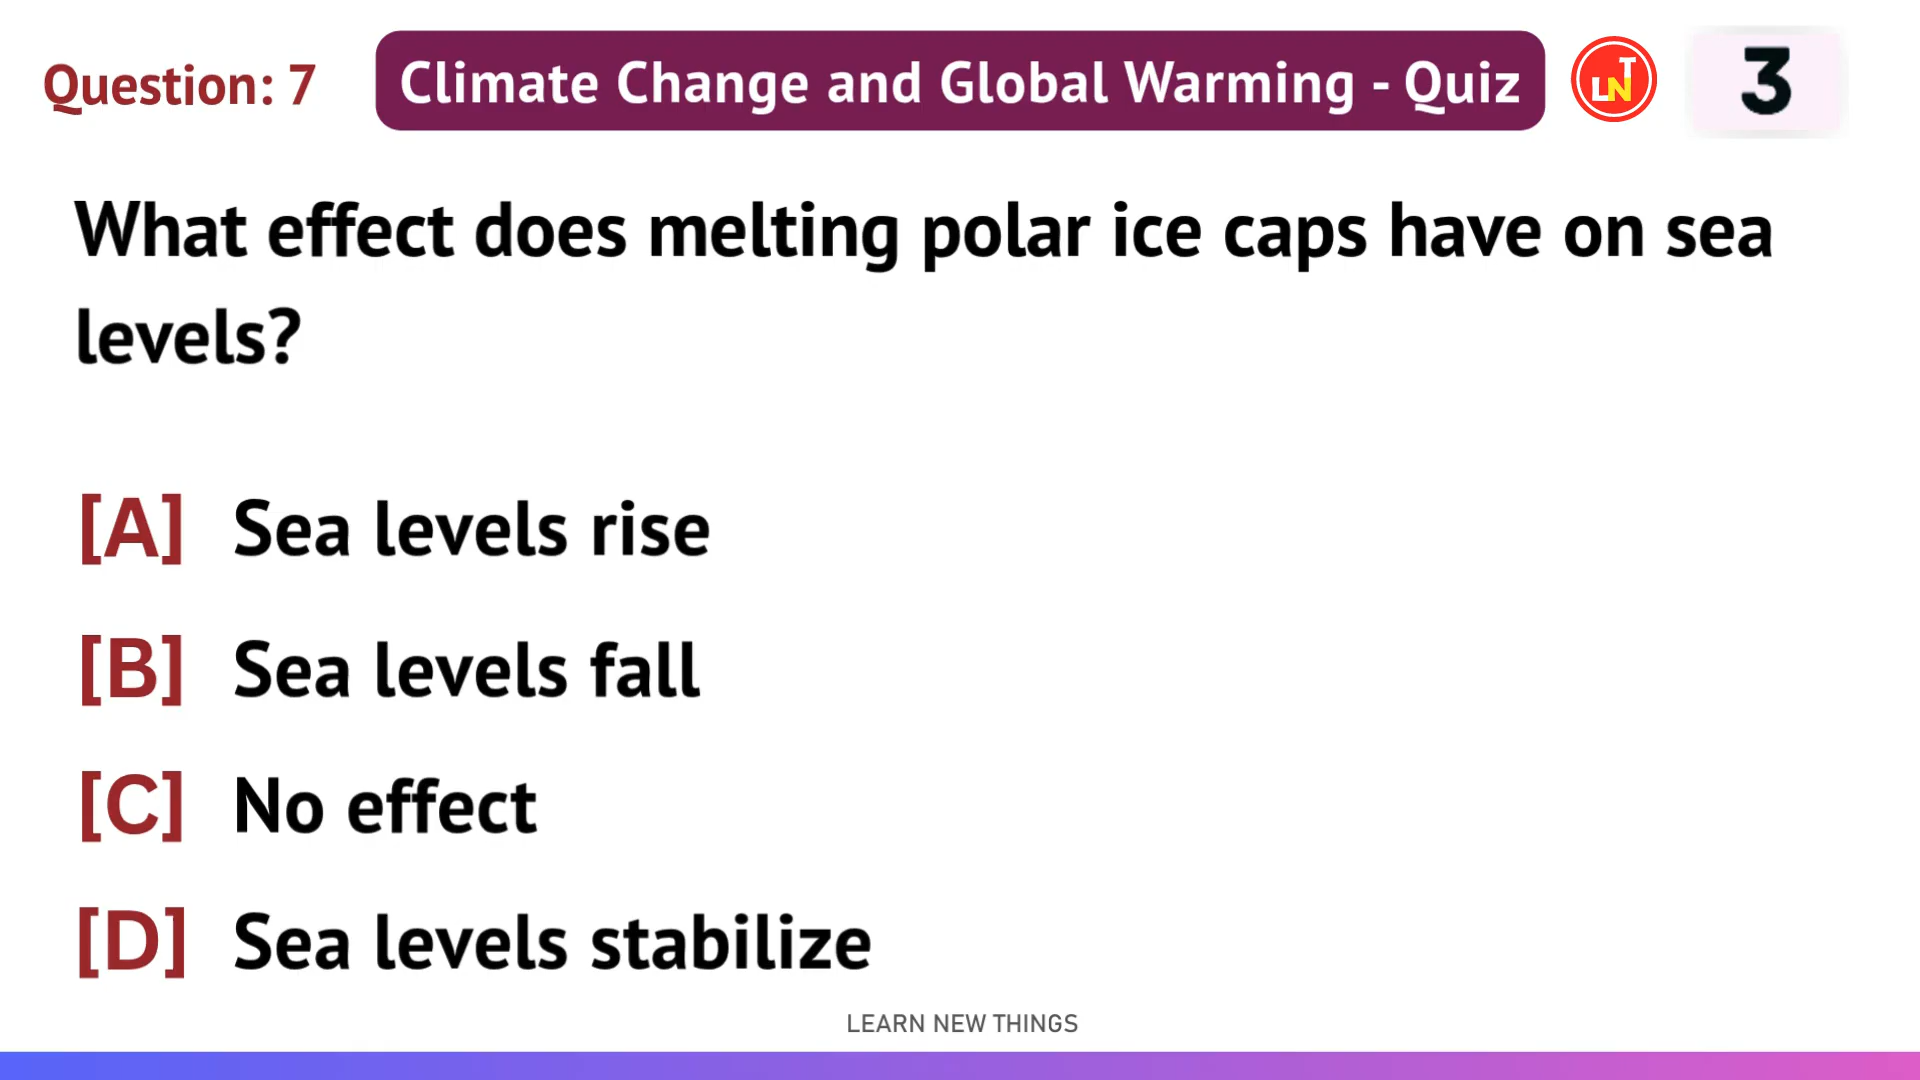 Question: 7
Climate Change and Global Warming - Quiz
LNT
3
What effect does melting polar ice caps have on sea
levels?
[A] Sea levels rise
[B] Sea levels fall
[C] No effect
[D] Sea levels stabilize
LEARN NEW THINGS